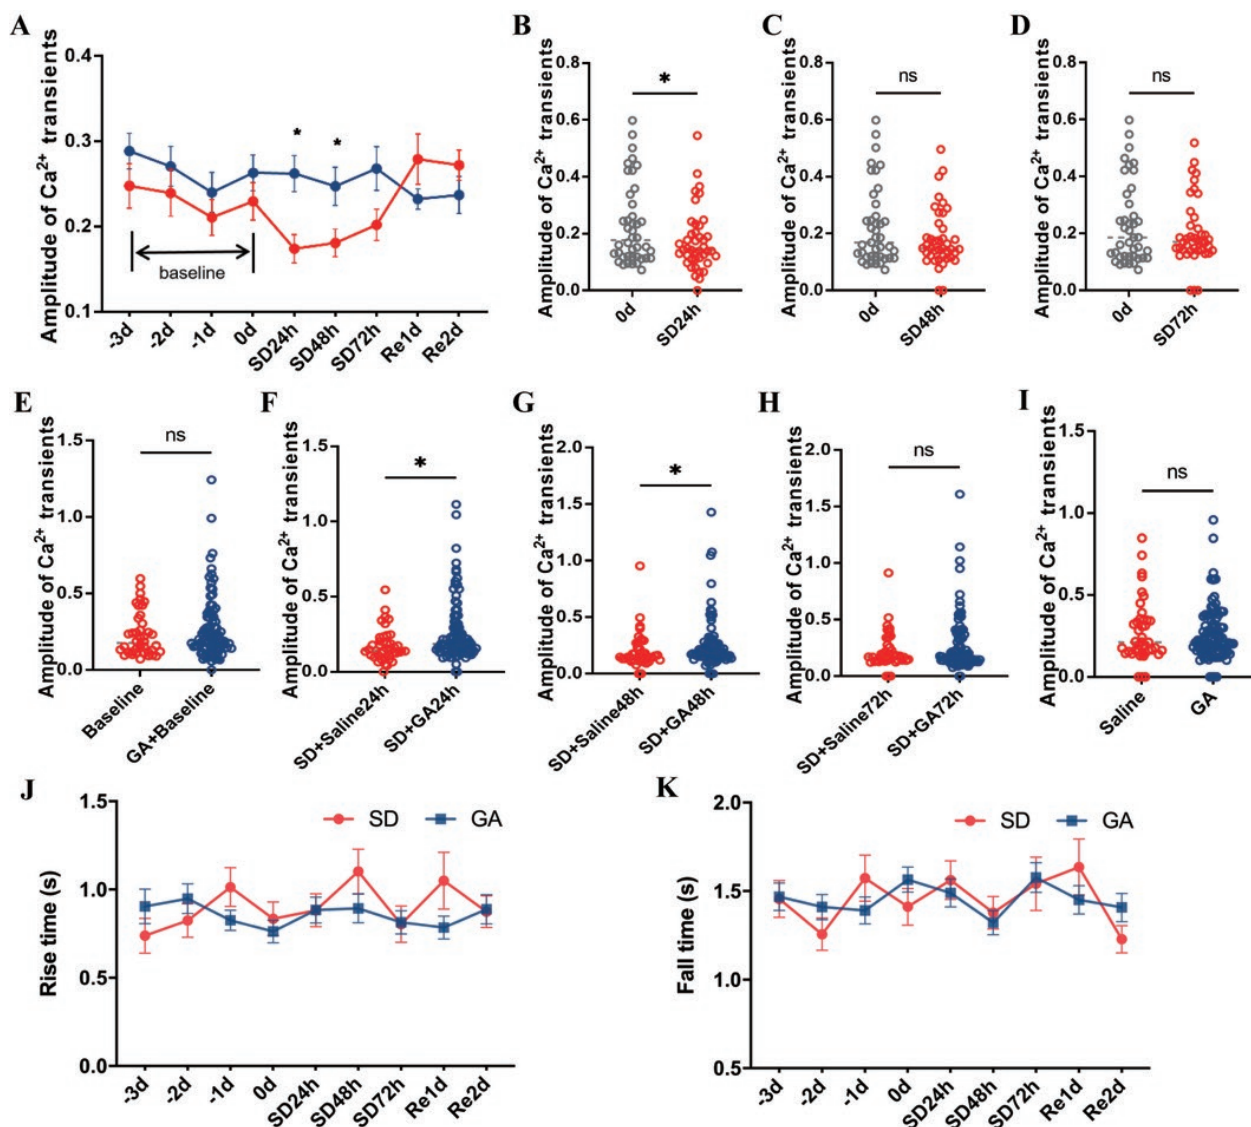 A
Amplitude of Ca²⁺ transients
0.4
0.3
0.2
0.1
* *
baseline
-3d -2d -1d 0d SD24h SD48h SD72h Re1d Re2d
B
Amplitude of Ca²⁺ transients
0.8
0.6
0.4
0.2
0.0
*
0d SD24h
C
Amplitude of Ca²⁺ transients
0.8
0.6
0.4
0.2
0.0
ns
0d SD48h
D
Amplitude of Ca²⁺ transients
0.8
0.6
0.4
0.2
0.0
ns
0d SD72h
E
Amplitude of Ca²⁺ transients
1.5
1.0
0.5
0.0
ns
Baseline GA+Baseline
F
Amplitude of Ca²⁺ transients
1.5
1.0
0.5
0.0
*
SD+Saline24h SD+GA24h
G
Amplitude of Ca²⁺ transients
2.0
1.5
1.0
0.5
0.0
*
SD+Saline48h SD+GA48h
H
Amplitude of Ca²⁺ transients
2.0
1.5
1.0
0.5
0.0
ns
SD+Saline72h SD+GA72h
I
Amplitude of Ca²⁺ transients
1.5
1.0
0.5
0.0
ns
Saline GA
J
Rise time (s)
1.5
1.0
0.5
0.0
SD GA
-3d -2d -1d 0d SD24h SD48h SD72h Re1d Re2d
K
Fall time (s)
2.0
1.5
1.0
0.5
SD GA
-3d -2d -1d 0d SD24h SD48h SD72h Re1d Re2d